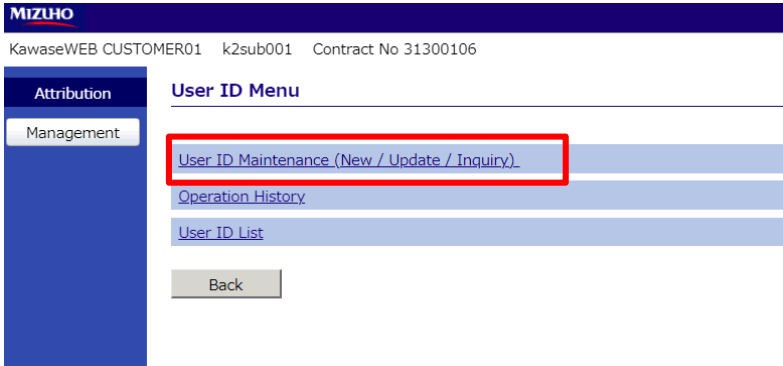 MIZUHO
KawaseWEB CUSTOMER01 k2sub001 Contract No 31300106
Attribution
Management
User ID Menu
User ID Maintenance (New / Update / Inquiry)
Operation History
User ID List
Back